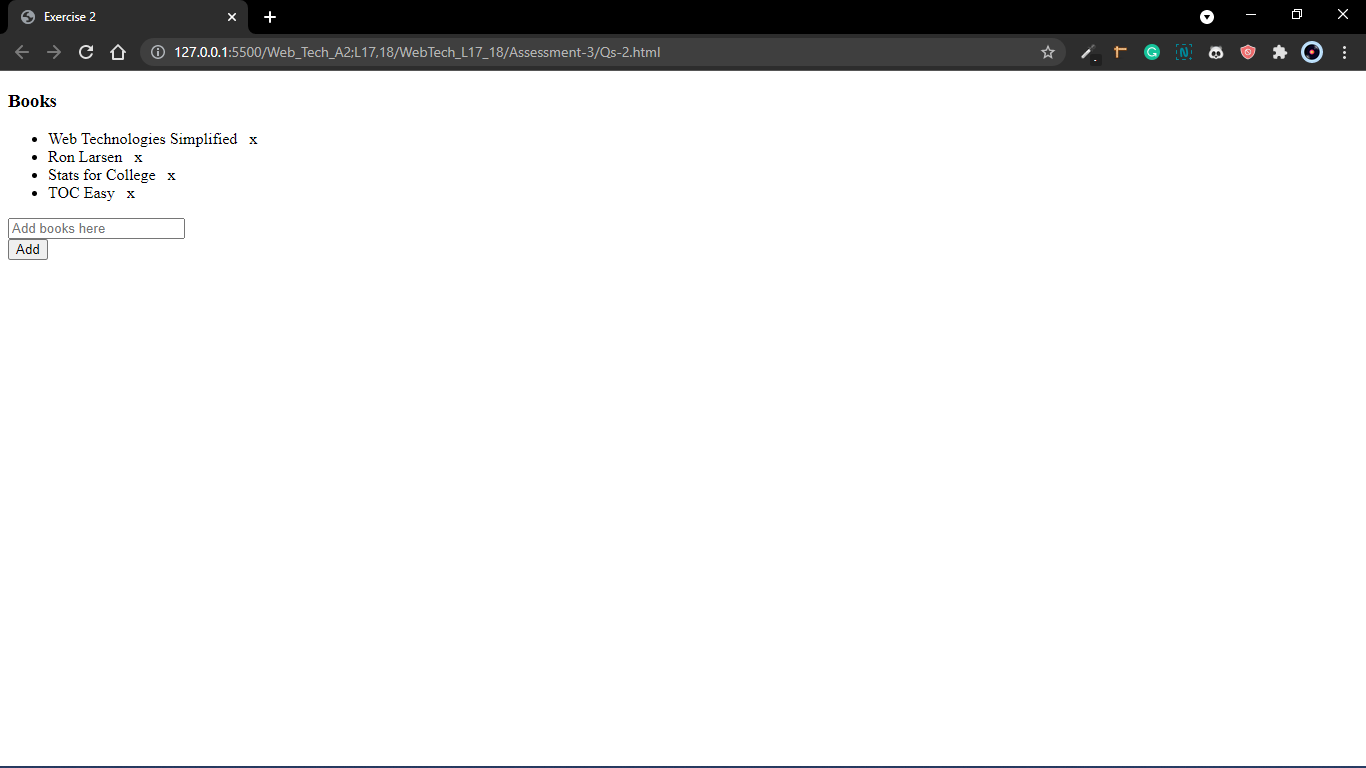 Exercise 2
127.0.0.1:5500/Web_Tech_A2;L17,18/WebTech_L17_18/Assessment-3/Qs-2.html
Books
Web Technologies Simplified x
Ron Larsen x
Stats for College x
TOC Easy x
Add books here
Add